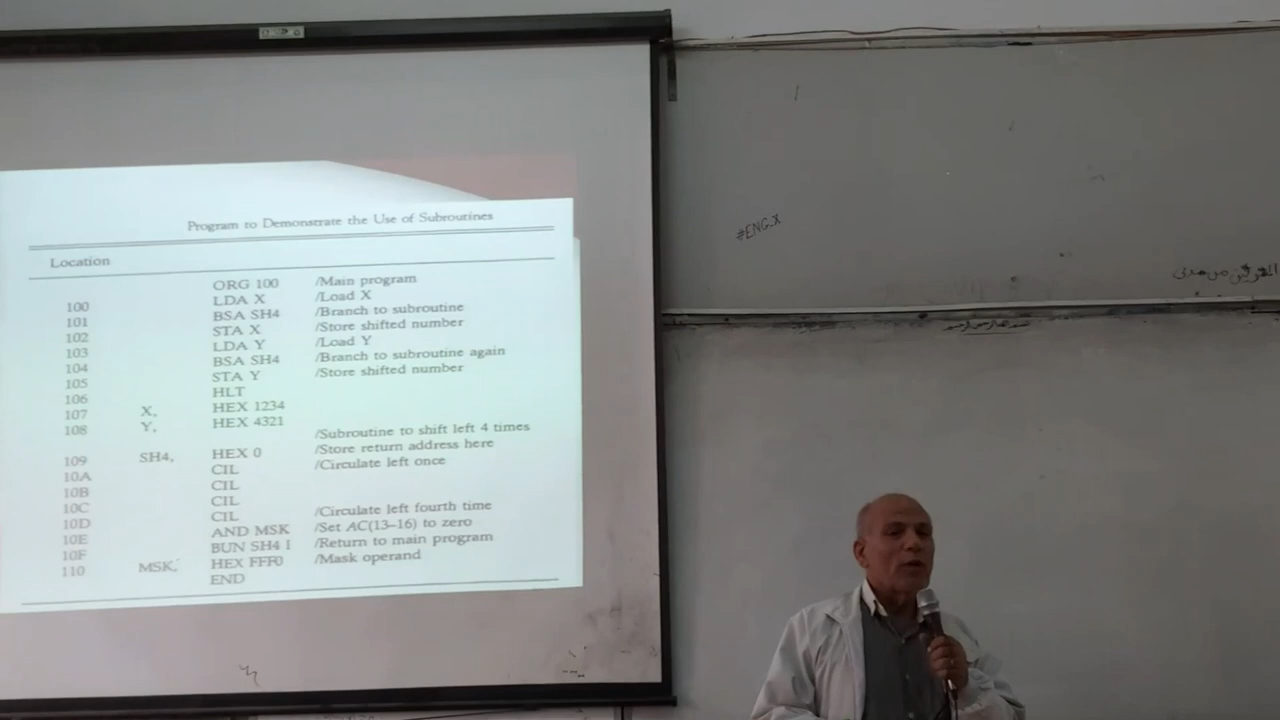 Program to Demonstrate the Use of Subroutines
Location
ORG 100 /Main program
100 LDA X /Load X
101 BSA SH4 /Branch to subroutine
102 STA X /Store shifted number
103 LDA Y /Load Y
104 BSA SH4 /Branch to subroutine again
105 STA Y /Store shifted number
106 HLT
107 X, HEX 1234
108 Y, HEX 4321
/Subroutine to shift left 4 times
109 SH4, HEX 0 /Store return address here
10A CIL /Circulate left once
10B CIL
10C CIL
10D CIL /Circulate left fourth time
10E AND MSK /Set AC(13–16) to zero
10F BUN SH4 I /Return to main program
110 MSK, HEX FFF0 /Mask operand
END
#ENG_X